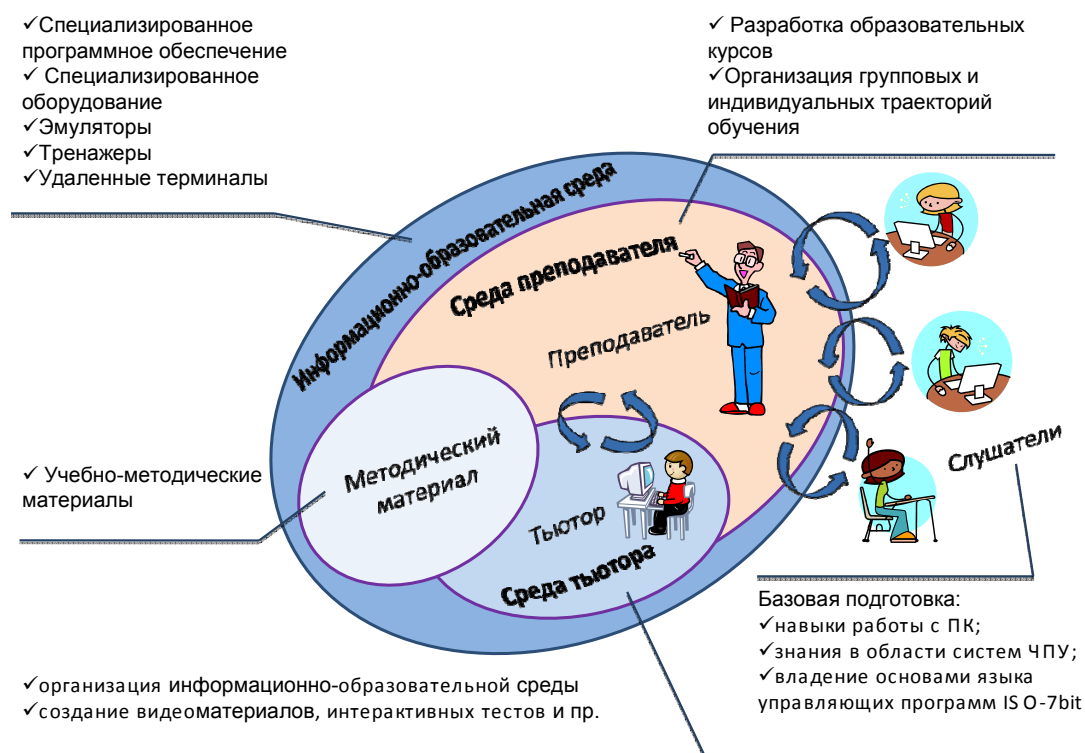 ✓Специализированное
программное обеспечение
✓ Специализированное
оборудование
✓Эмуляторы
✓Тренажеры
✓Удаленные терминалы
✓ Разработка образовательных
курсов
✓Организация групповых и
индивидуальных траекторий
обучения
Информационно-образовательная среда
Среда преподавателя
Преподаватель
Методический
материал
Тьютор
Среда тьютора
Слушатели
✓ Учебно-методические
материалы
Базовая подготовка:
✓навыки работы с ПК;
✓знания в области систем ЧПУ;
✓владение основами языка
управляющих программ ISO-7bit
✓организация информационно-образовательной среды
✓создание видеоматериалов, интерактивных тестов и пр.